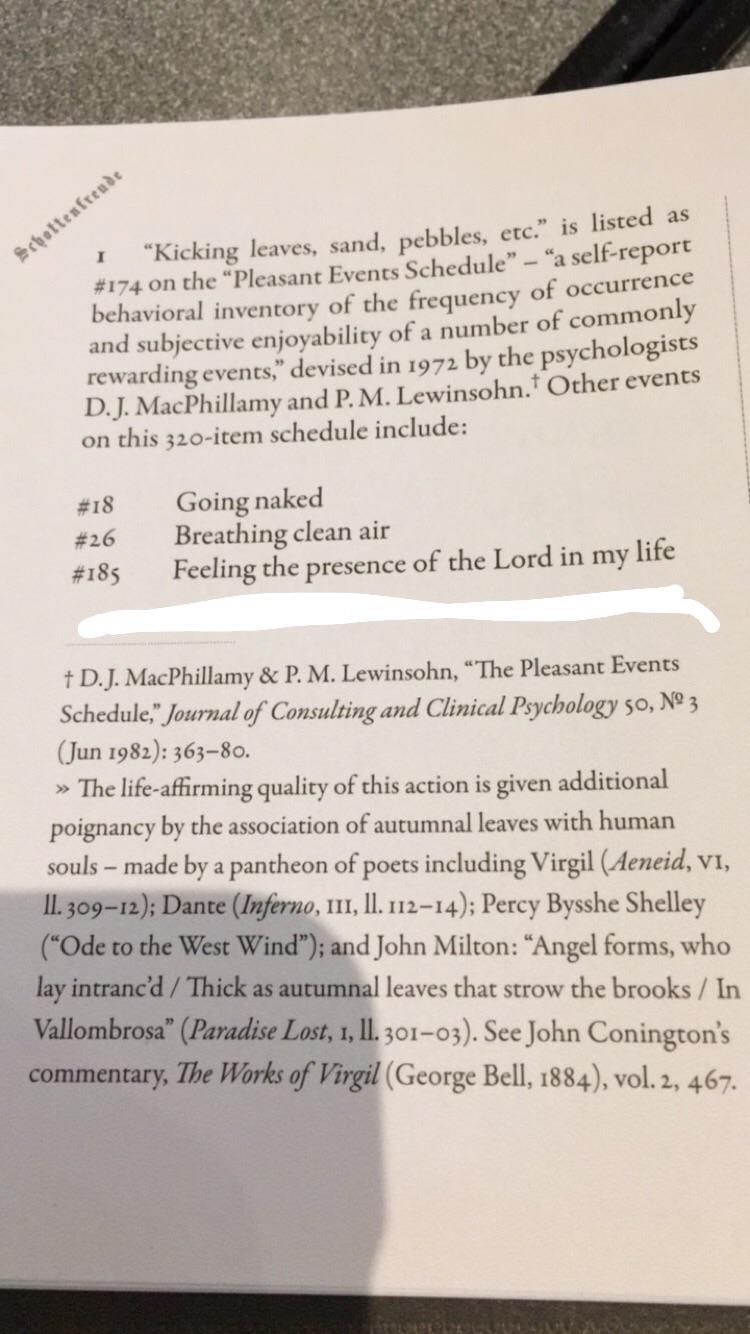 Schottenfreude
1 “Kicking leaves, sand, pebbles, etc.” is listed as
#174 on the “Pleasant Events Schedule” – “a self-report
behavioral inventory of the frequency of occurrence
and subjective enjoyability of a number of commonly
rewarding events,” devised in 1972 by the psychologists
D. J. MacPhillamy and P. M. Lewinsohn.† Other events
on this 320-item schedule include:
#18 Going naked
#26 Breathing clean air
#185 Feeling the presence of the Lord in my life
† D. J. MacPhillamy & P. M. Lewinsohn, “The Pleasant Events
Schedule,” Journal of Consulting and Clinical Psychology 50, Nº 3
(Jun 1982): 363–80.
» The life-affirming quality of this action is given additional
poignancy by the association of autumnal leaves with human
souls – made by a pantheon of poets including Virgil (Aeneid, VI,
ll. 309–12); Dante (Inferno, III, ll. 112–14); Percy Bysshe Shelley
(“Ode to the West Wind”); and John Milton: “Angel forms, who
lay intranc’d / Thick as autumnal leaves that strow the brooks / In
Vallombrosa” (Paradise Lost, 1, ll. 301–03). See John Conington’s
commentary, The Works of Virgil (George Bell, 1884), vol. 2, 467.